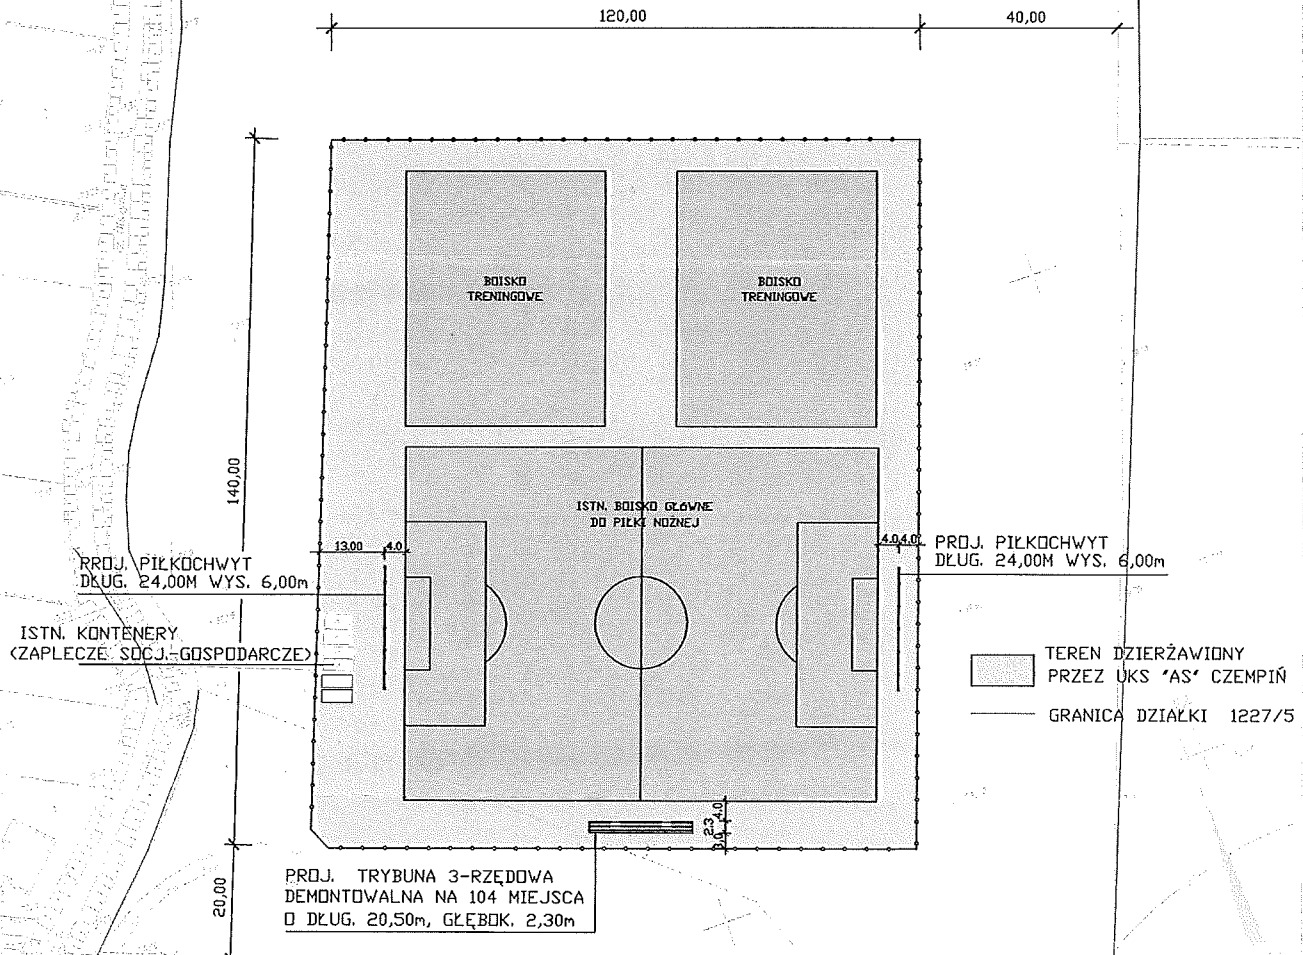 120,00
40,00
BOISKO
TRENINGOWE
BOISKO
TRENINGOWE
140,00
ISTN. BOISKO GŁÓWNE
DO PIŁKI NOŻNEJ
13.00
4.0
4.0
4.0
RROJ. PIŁKOCHWYT
DŁUG. 24,00M WYS. 6,00m
PROJ. PIŁKOCHWYT
DŁUG. 24,00M WYS. 6,00m
ISTN. KONTENERY
(ZAPLECZE SOCJ.-GOSPODARCZE)
TEREN DZIERŻAWIONY
PRZEZ UKS "AS" CZEMPIŃ
GRANICA DZIAŁKI 1227/5
4.0
2.3
3.0
20,00
PROJ. TRYBUNA 3-RZĘDOWA
DEMONTOWALNA NA 104 MIEJSCA
O DŁUG. 20,50m, GŁĘBOK. 2,30m